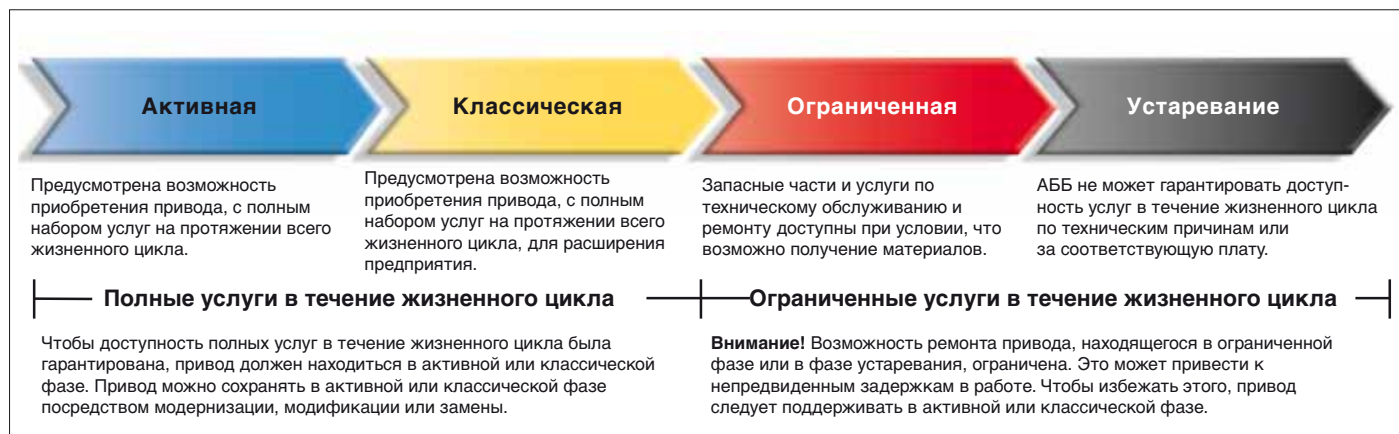 Активная
Классическая
Ограниченная
Устаревание
Предусмотрена возможность
приобретения привода, с полным
набором услуг на протяжении всего
жизненного цикла.
Предусмотрена возможность
приобретения привода, с полным
набором услуг на протяжении всего
жизненного цикла, для расширения
предприятия.
Запасные части и услуги по
техническому обслуживанию и
ремонту доступны при условии, что
возможно получение материалов.
АББ не может гарантировать доступ-
ность услуг в течение жизненного цикла
по техническим причинам или
за соответствующую плату.
Полные услуги в течение жизненного цикла
Ограниченные услуги в течение жизненного цикла
Чтобы доступность полных услуг в течение жизненного цикла была
гарантирована, привод должен находиться в активной или классической
фазе. Привод можно сохранять в активной или классической фазе
посредством модернизации, модификации или замены.
Внимание! Возможность ремонта привода, находящегося в ограниченной
фазе или в фазе устаревания, ограничена. Это может привести к
непредвиденным задержкам в работе. Чтобы избежать этого, привод
следует поддерживать в активной или классической фазе.